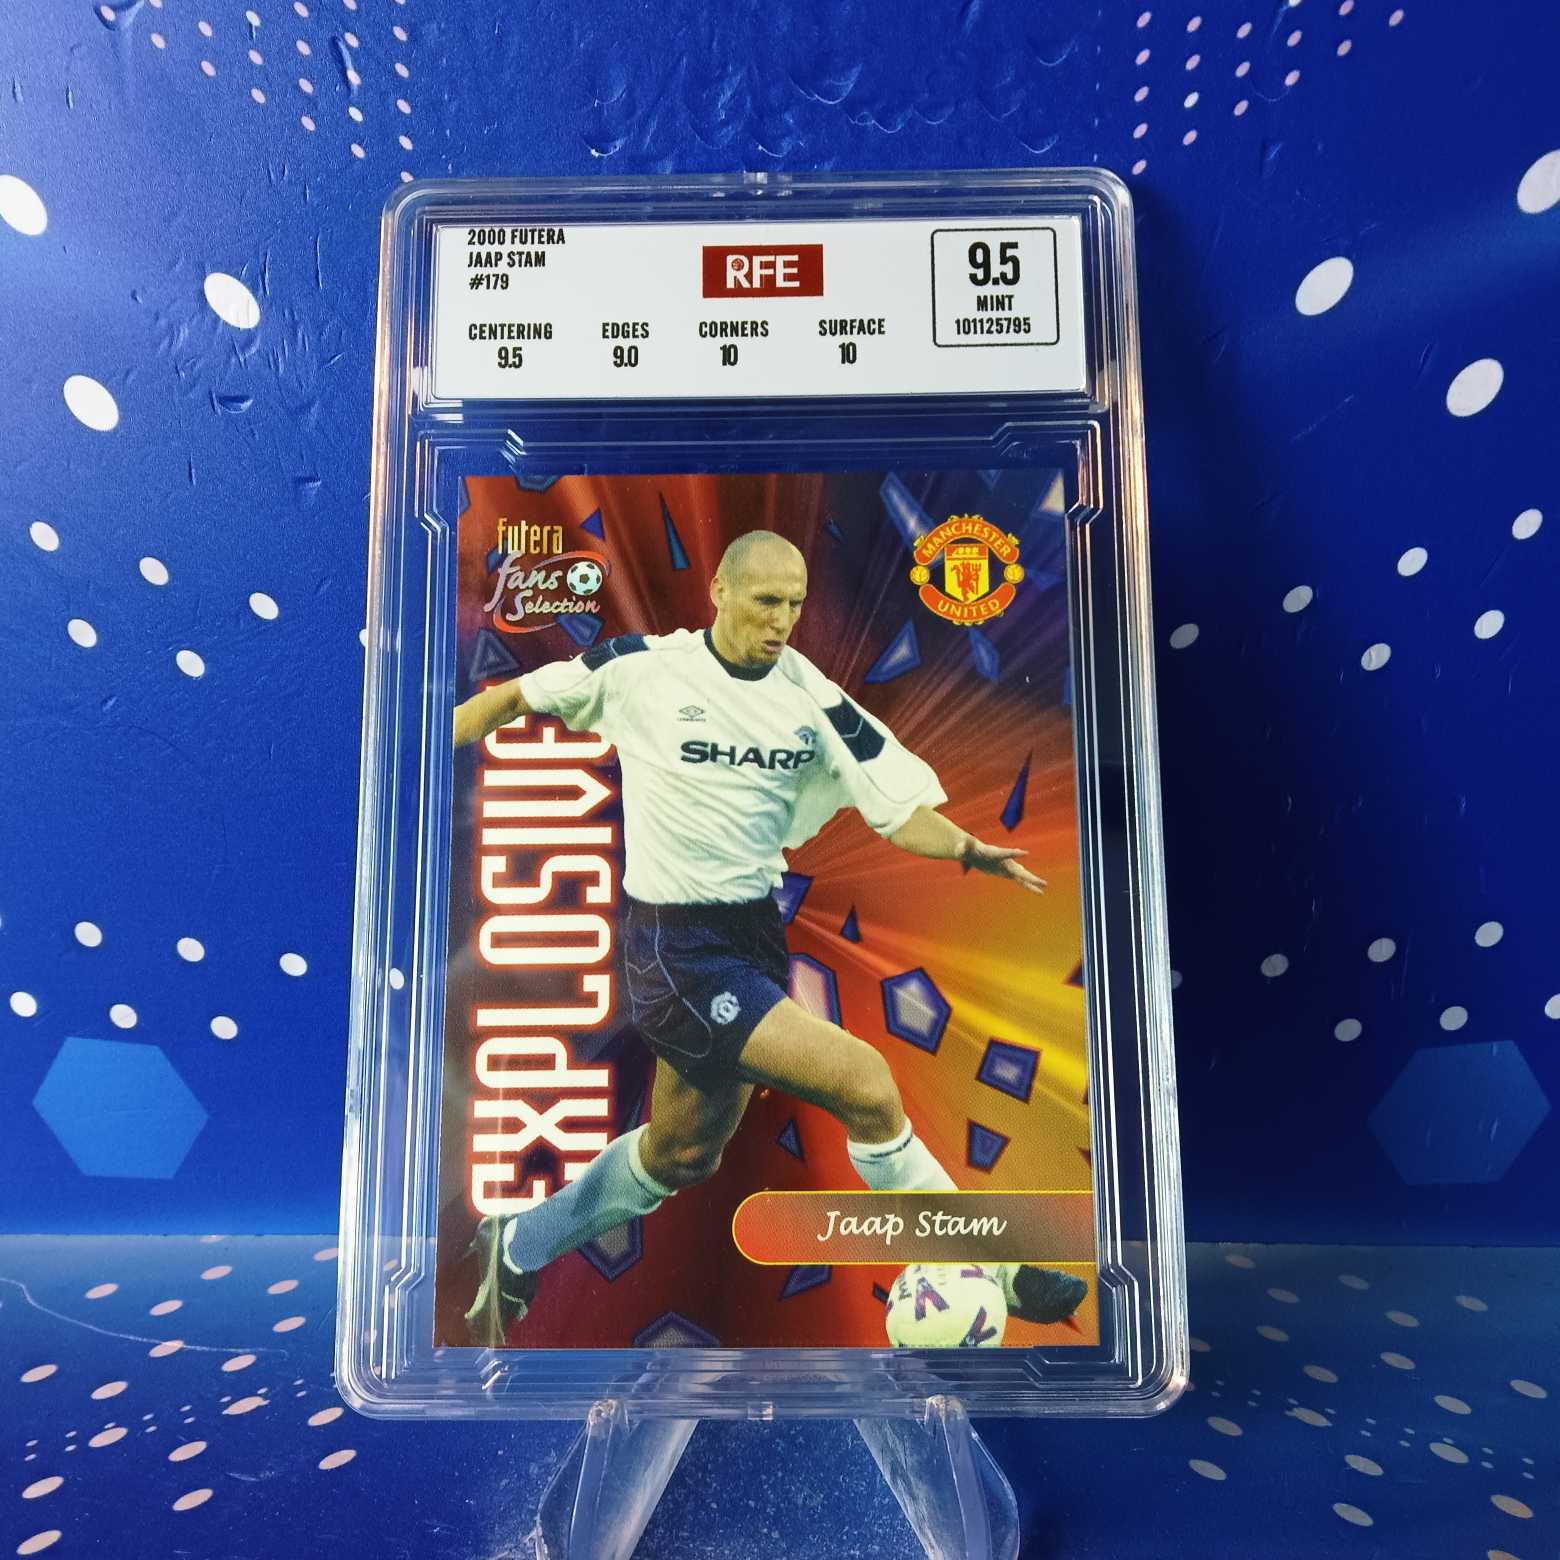 2000 FUTERA
JAAP STAM
#179
RFE
9.5
MINT
101125795
CENTERING EDGES CORNERS SURFACE
9.5 9.0 10 10
futera
fans
Selection
MANCHESTER
UNITED
EXPLOSIVE
umbro
SHARP
Jaap Stam